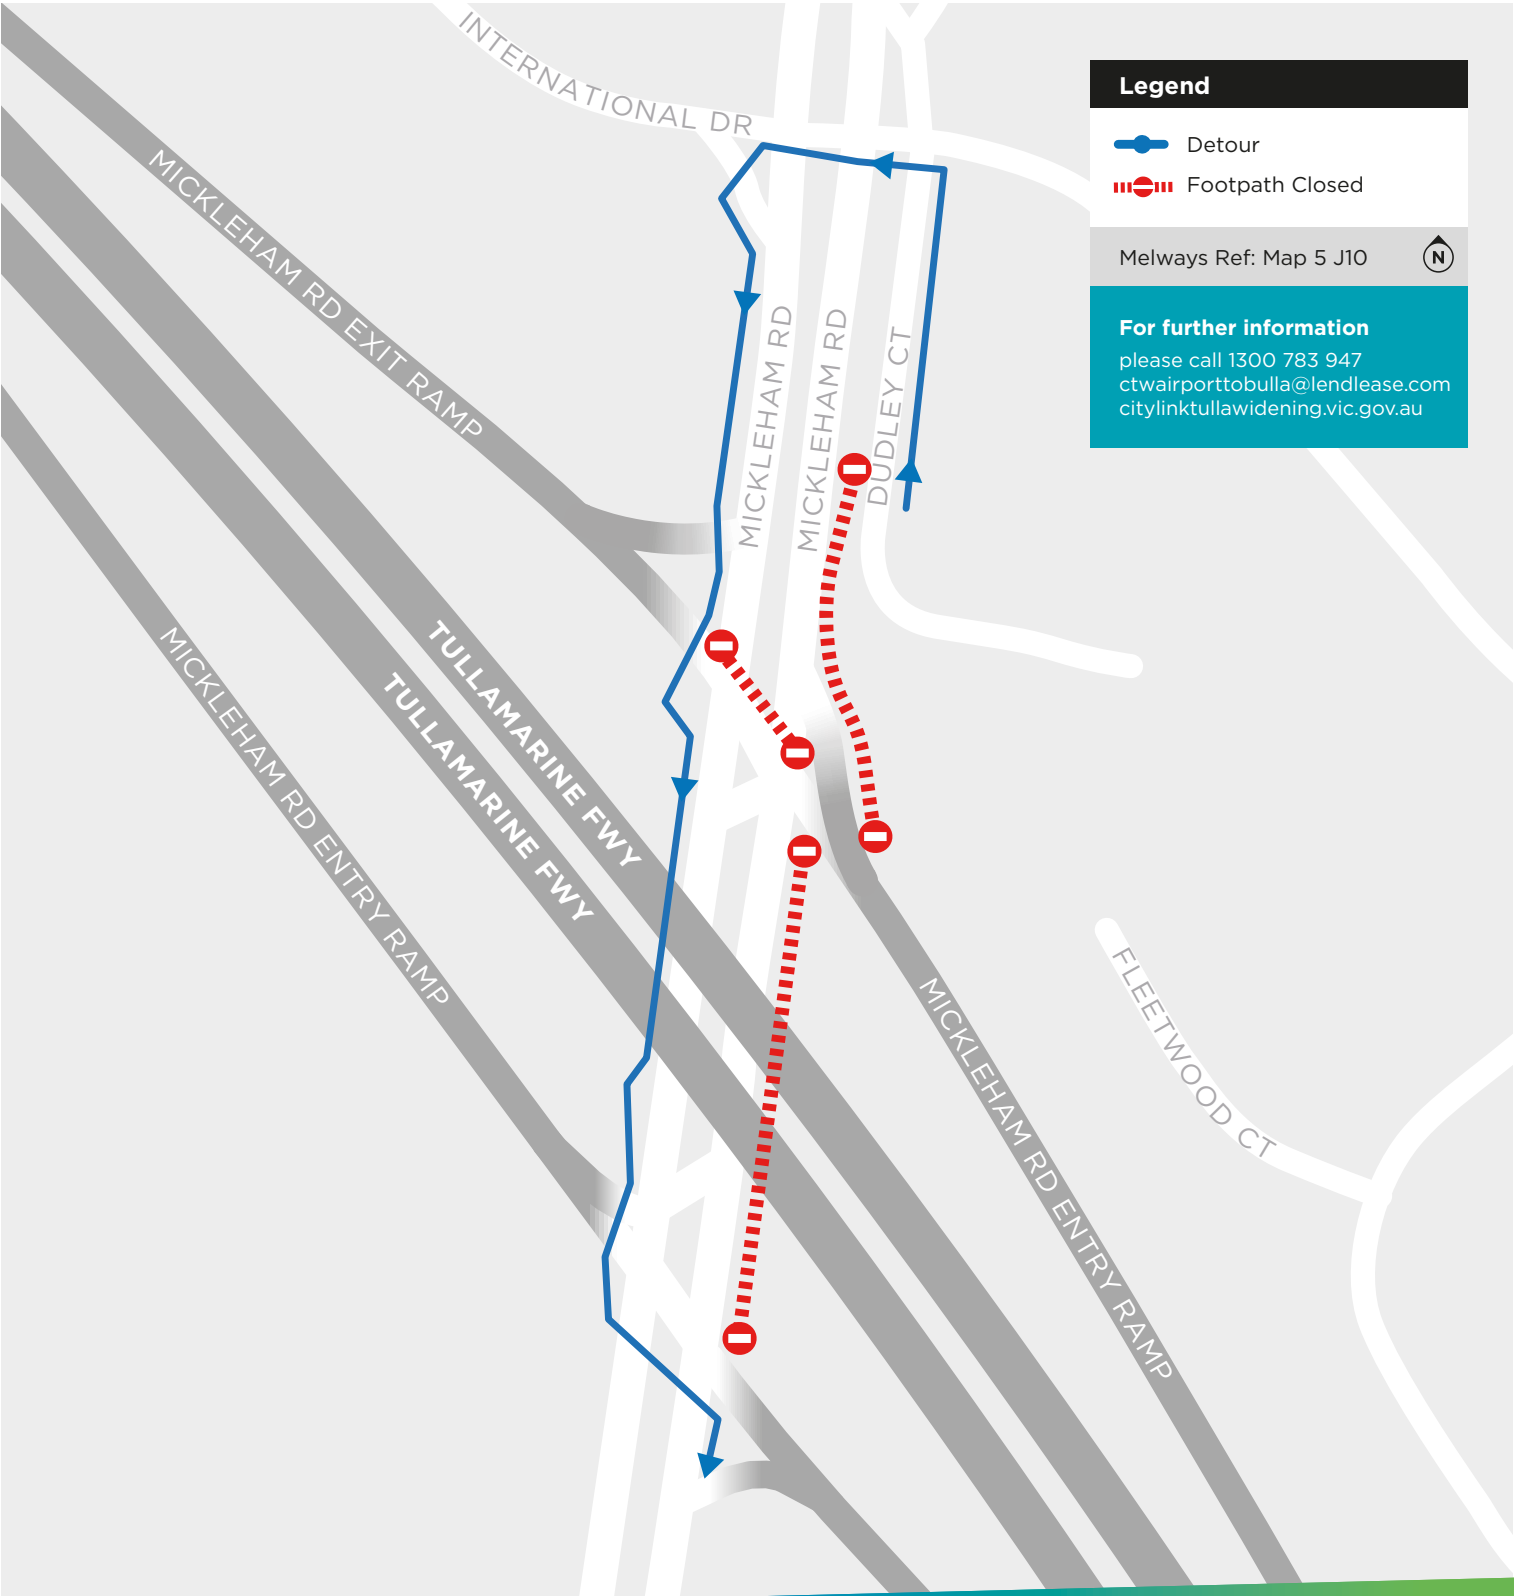 INTERNATIONAL DR
Legend
Detour
Footpath Closed
Melways Ref: Map 5 J10
N
For further information
please call 1300 783 947
ctwairporttobulla@lendlease.com
citylinktullawidening.vic.gov.au
MICKLEHAM RD EXIT RAMP
MICKLEHAM RD
MICKLEHAM RD
DUDLEY CT
TULLAMARINE FWY
TULLAMARINE FWY
MICKLEHAM RD ENTRY RAMP
FLEETWOOD CT
MICKLEHAM RD ENTRY RAMP